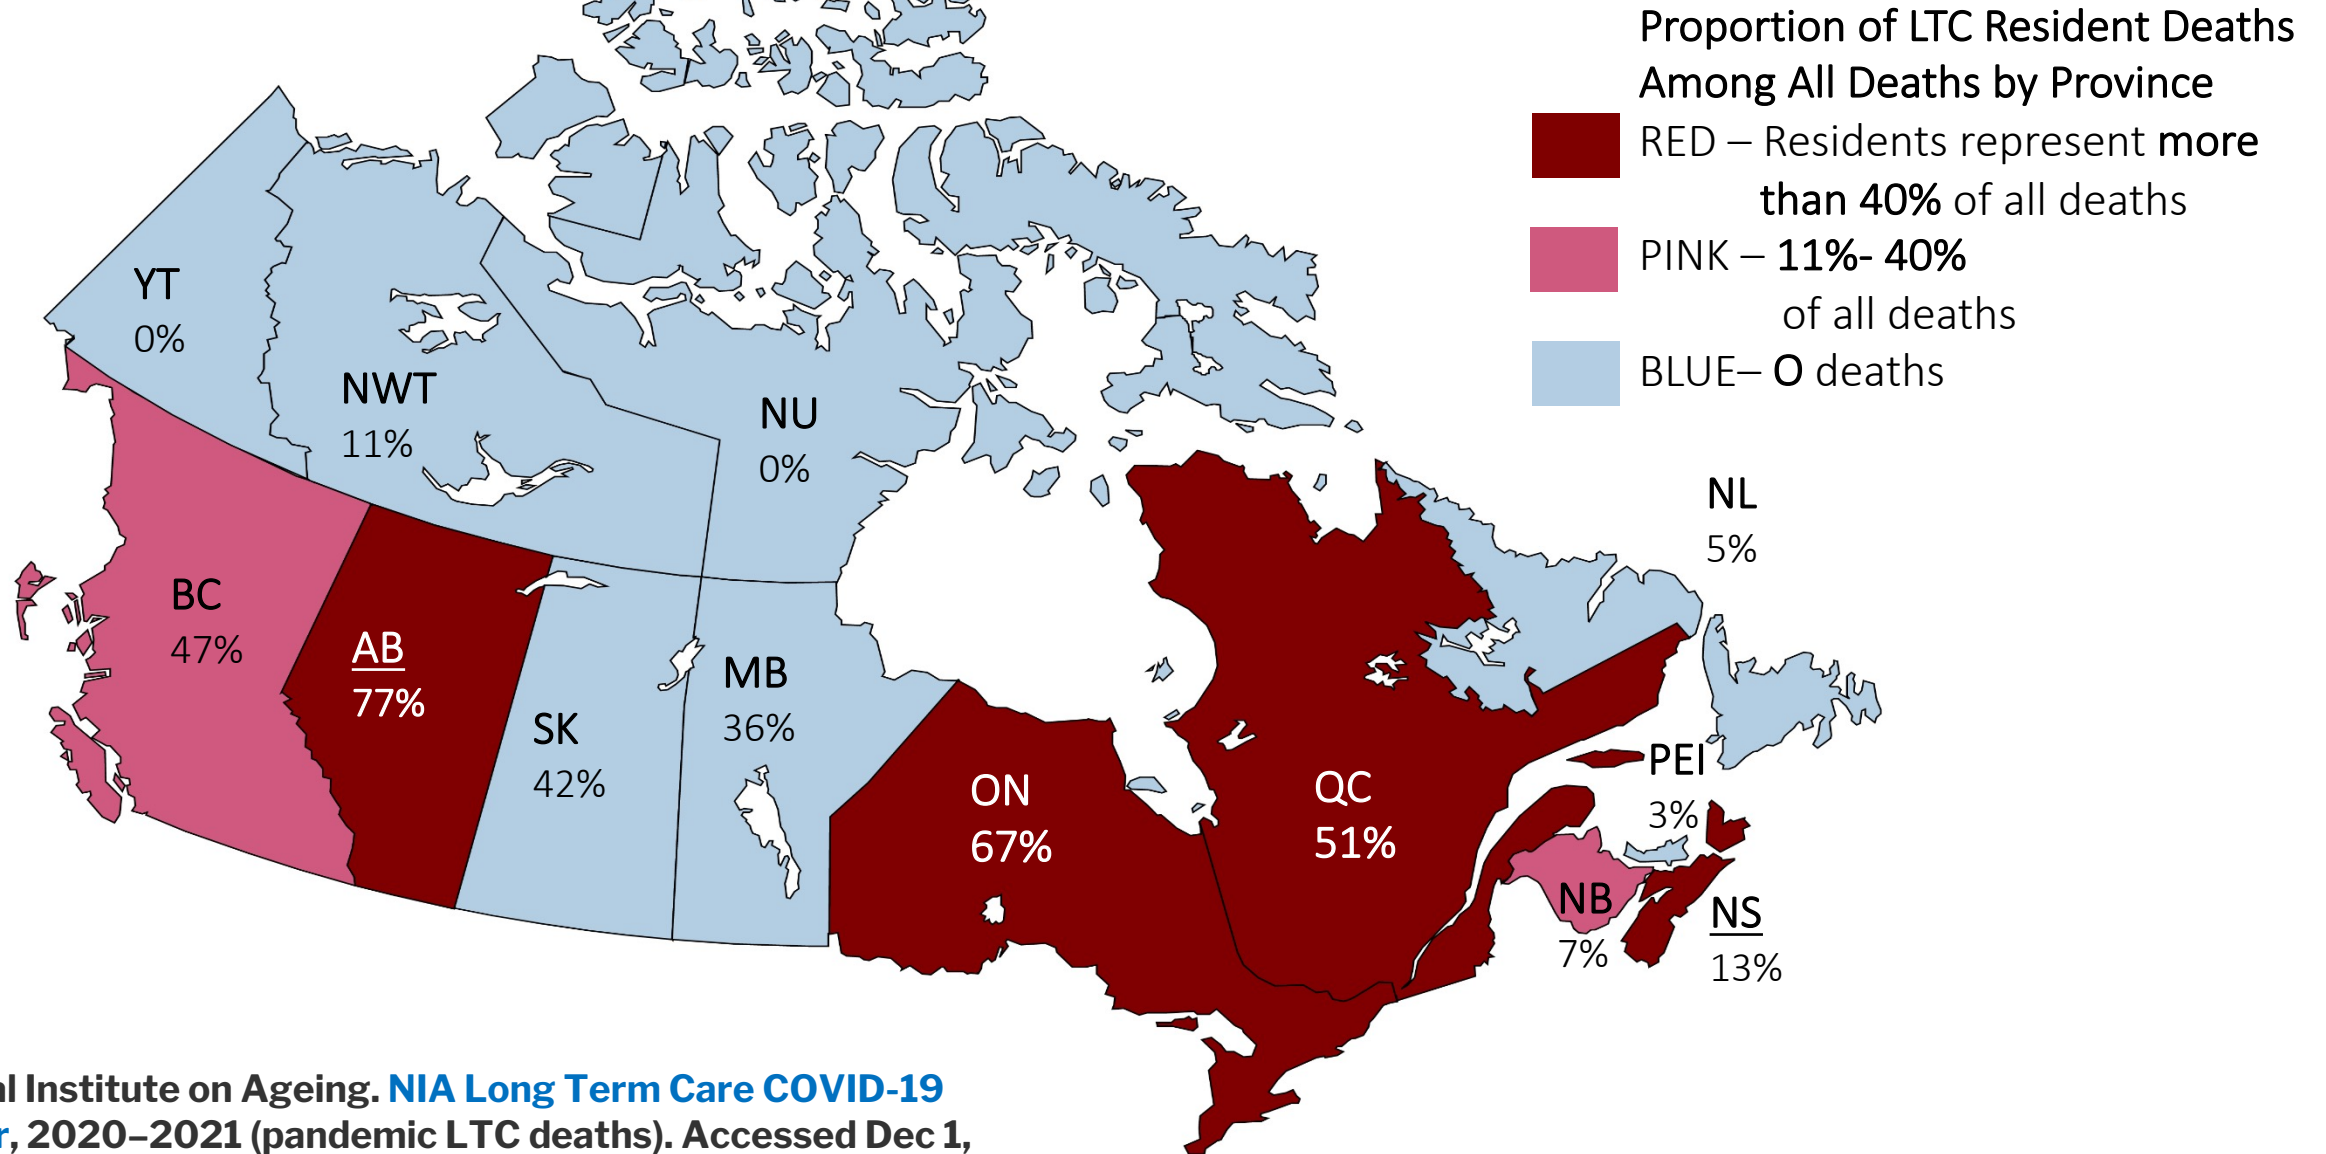 Proportion of LTC Resident Deaths
Among All Deaths by Province
RED – Residents represent more
than 40% of all deaths
PINK – 11%- 40%
of all deaths
BLUE– O deaths
YT
0%
NWT
11%
NU
0%
NL
5%
BC
47%
AB
77%
SK
42%
MB
36%
ON
67%
QC
51%
PEI
3%
NB
7%
NS
13%
l Institute on Ageing. NIA Long Term Care COVID-19
r, 2020–2021 (pandemic LTC deaths). Accessed Dec 1,